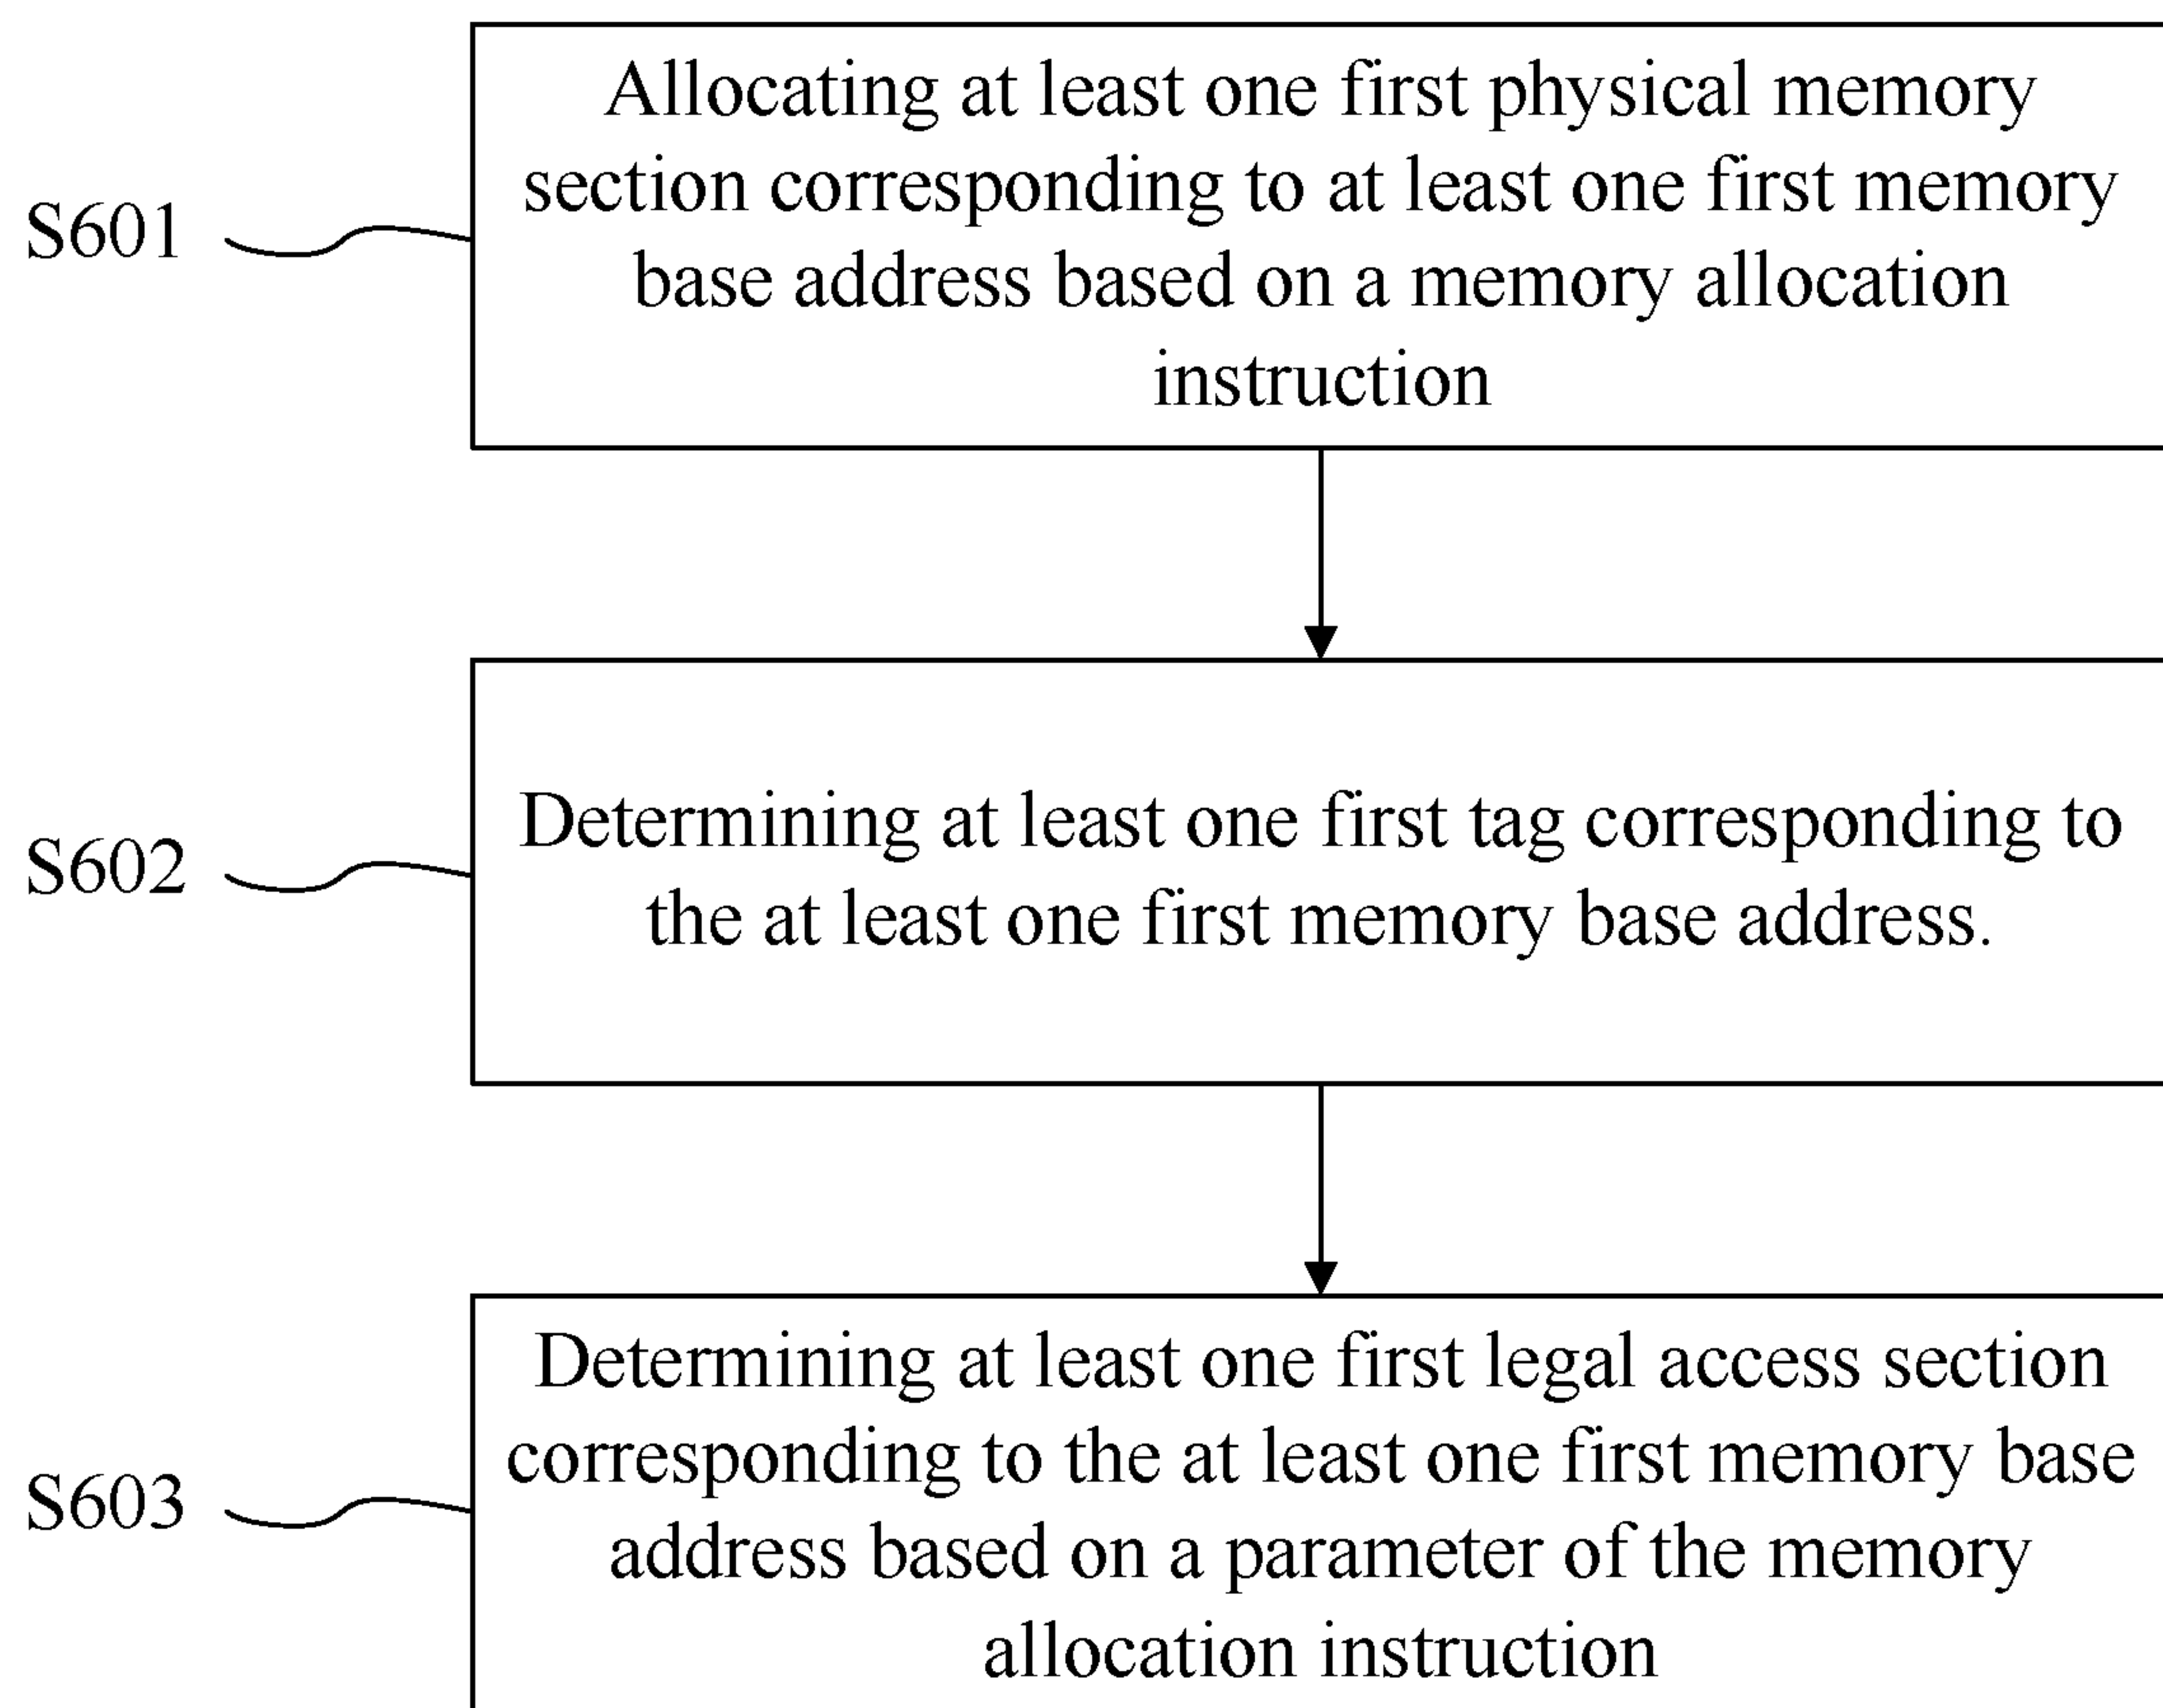 S601
Allocating at least one first physical memory
section corresponding to at least one first memory
base address based on a memory allocation
instruction
S602
Determining at least one first tag corresponding to
the at least one first memory base address.
S603
Determining at least one first legal access section
corresponding to the at least one first memory base
address based on a parameter of the memory
allocation instruction